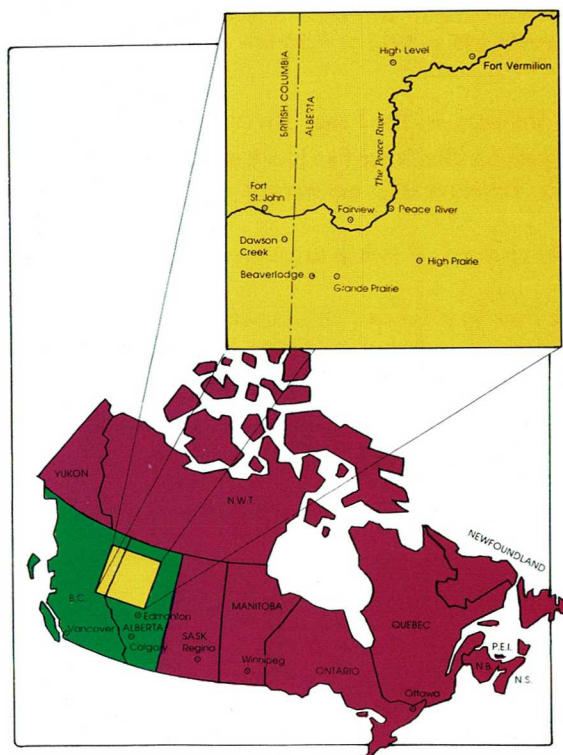 High Level
Fort Vermilion
BRITISH COLUMBIA
ALBERTA
The Peace River
Fort
St. John
Fairview
Peace River
Dawson
Creek
High Prairie
Beaverlodge
Grande Prairie
YUKON
N.W.T.
NEWFOUNDLAND
B.C.
Edmonton
MANITOBA
QUEBEC
Vancouver
ALBERTA
Calgary
SASK
Regina
Winnipeg
ONTARIO
P.E.I.
N.B.
N.S.
Ottawa